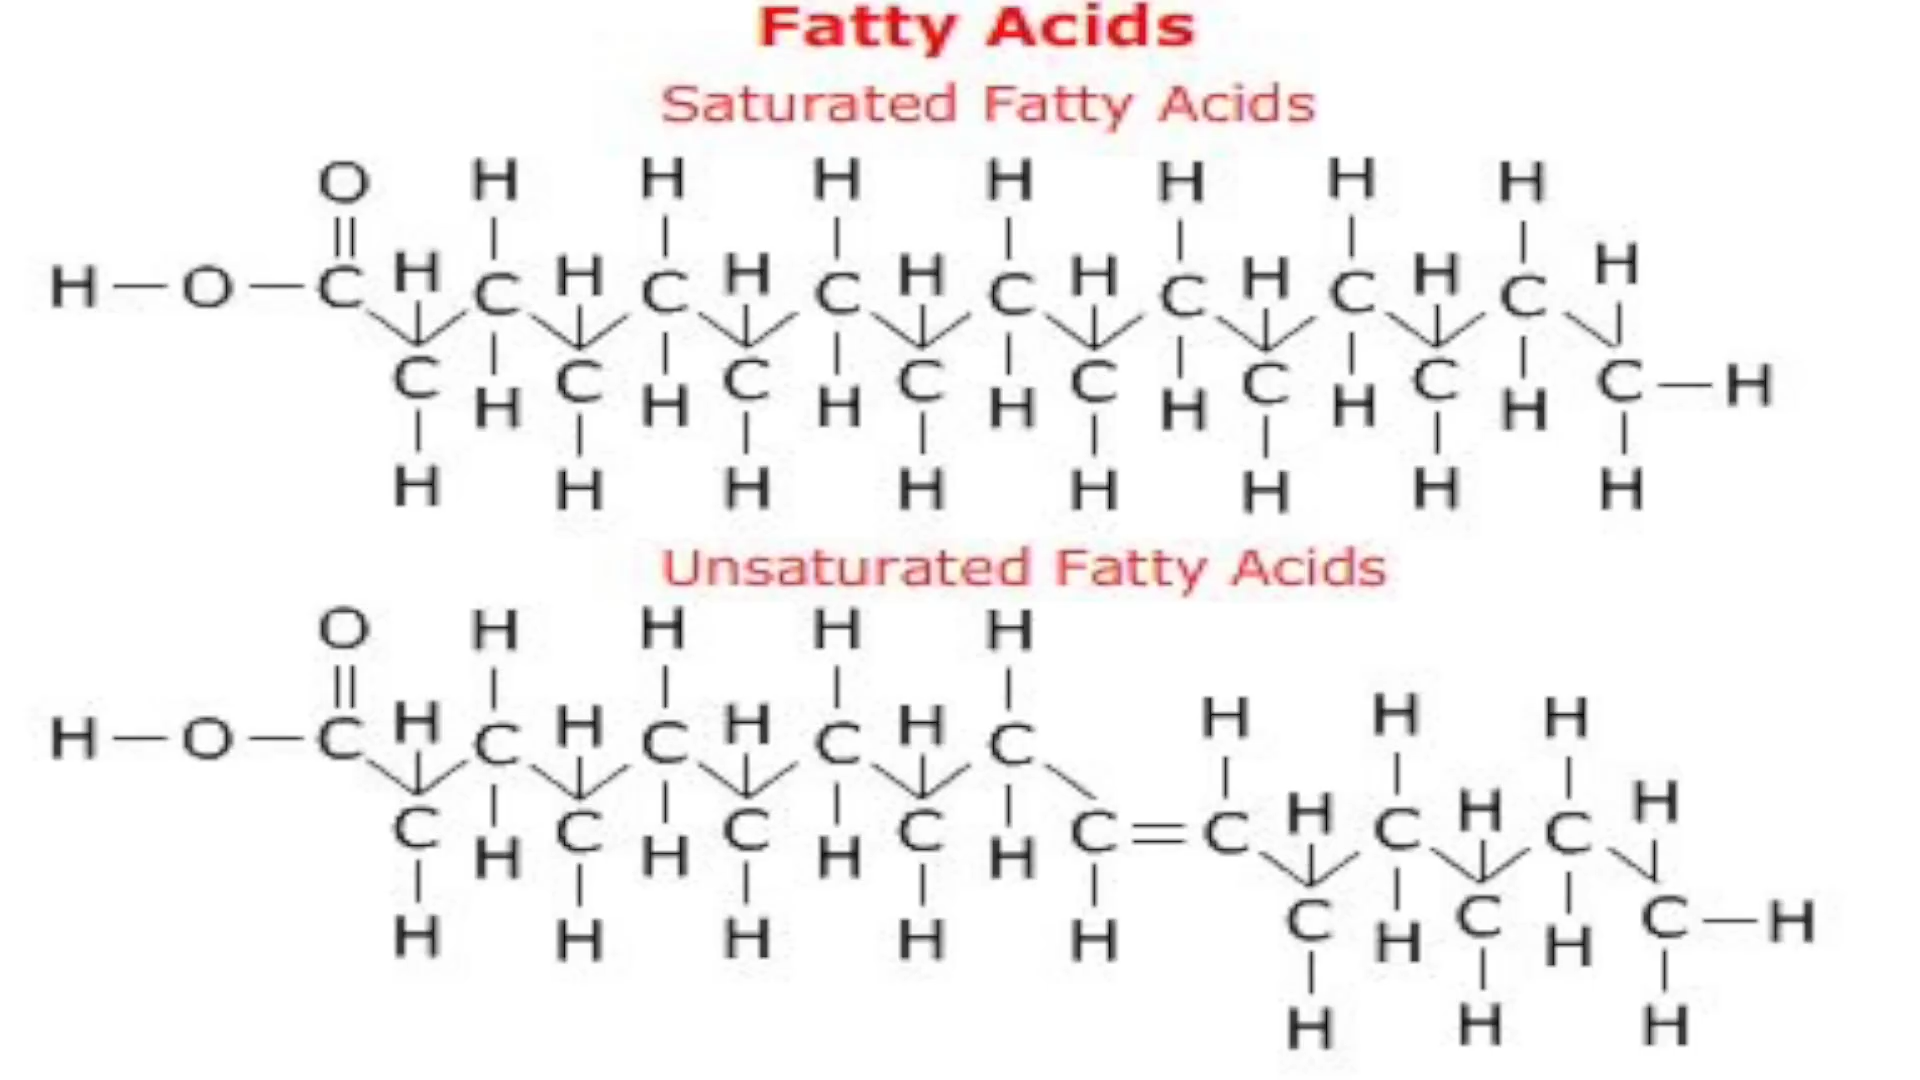 Fatty Acids
Saturated Fatty Acids
O H H H H H H H
H—O—C H C H C H C H C H C H C H C H
C H C H C H C H C H C H C H C—H
H H H H H H H H
Unsaturated Fatty Acids
O H H H H
H—O—C H C H C H C H C H H H
C H C H C H C H C=C H C H C H
H H H H H C H C H C—H
H H H